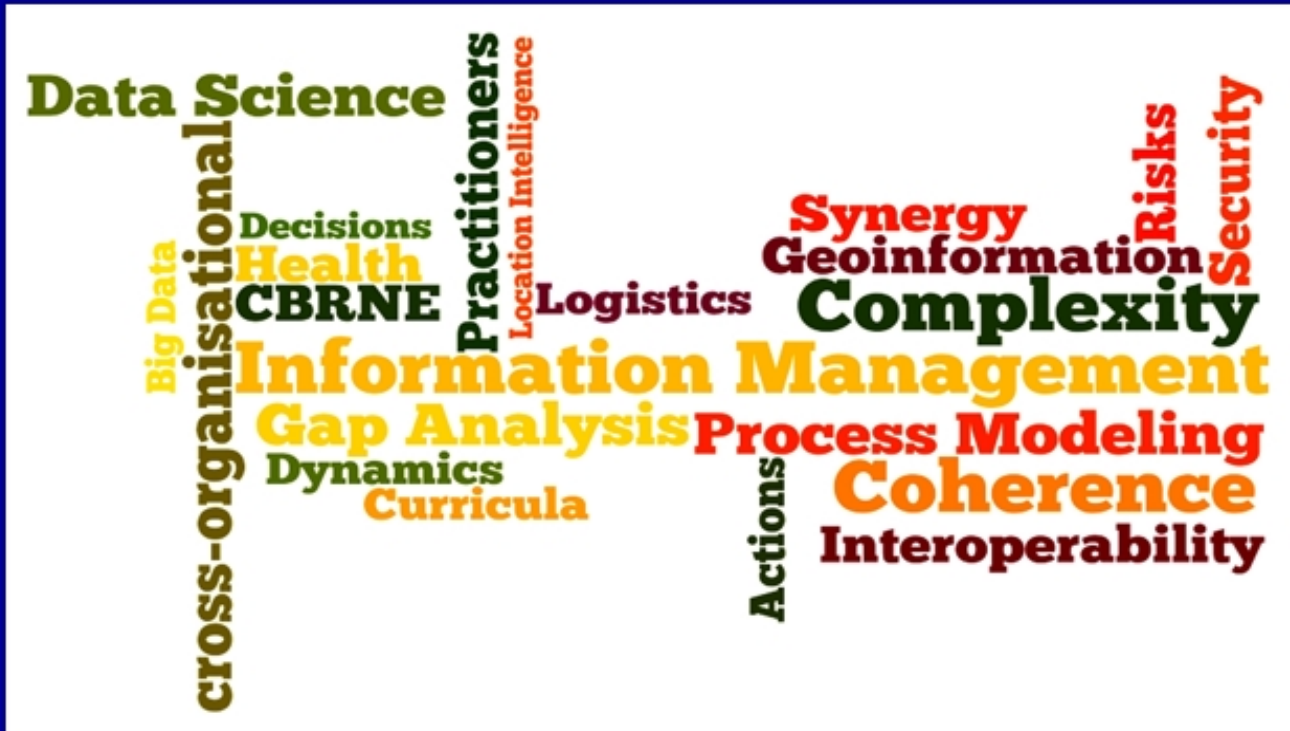 Data Science
cross-organisational
Big Data
Decisions
Health
CBRNE
Practitioners
Location Intelligence
Logistics
Synergy
Geoinformation
Risks
Security
Complexity
Information Management
Gap Analysis
Process Modeling
Dynamics
Curricula
Actions
Coherence
Interoperability